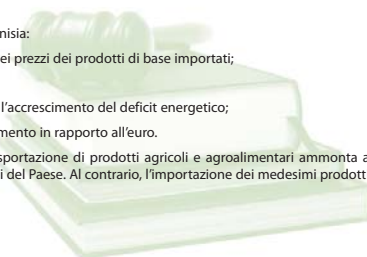 nisia:
ei prezzi dei prodotti di base importati;
l'accrescimento del deficit energetico;
mento in rapporto all'euro.
sportazione di prodotti agricoli e agroalimentari ammonta a
i del Paese. Al contrario, l'importazione dei medesimi prodott